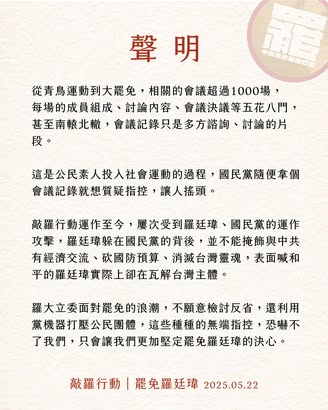 聲明
從青鳥運動到大罷免，相關的會議超過1000場，
每場的成員組成、討論內容、會議決議等五花八門，
甚至南轅北轍，會議記錄只是多方諮詢、討論的片
段。
這是公民素人投入社會運動的過程，國民黨隨便拿個
會議記錄就想質疑指控，讓人搖頭。
敲羅行動運作至今，屢次受到羅廷瑋、國民黨的運作
攻擊，羅廷瑋躲在國民黨的背後，並不能掩飾與中共
有經濟交流、砍國防預算、消滅台灣靈魂，表面喊和
平的羅廷瑋實際上卻在瓦解台灣主體。
羅大立委面對罷免的浪潮，不願意檢討反省，還利用
黨機器打壓公民團體，這些種種的無端指控，恐嚇不
了我們，只會讓我們更加堅定罷免羅廷瑋的決心。
敲羅行動｜罷免羅廷瑋 2025.05.22